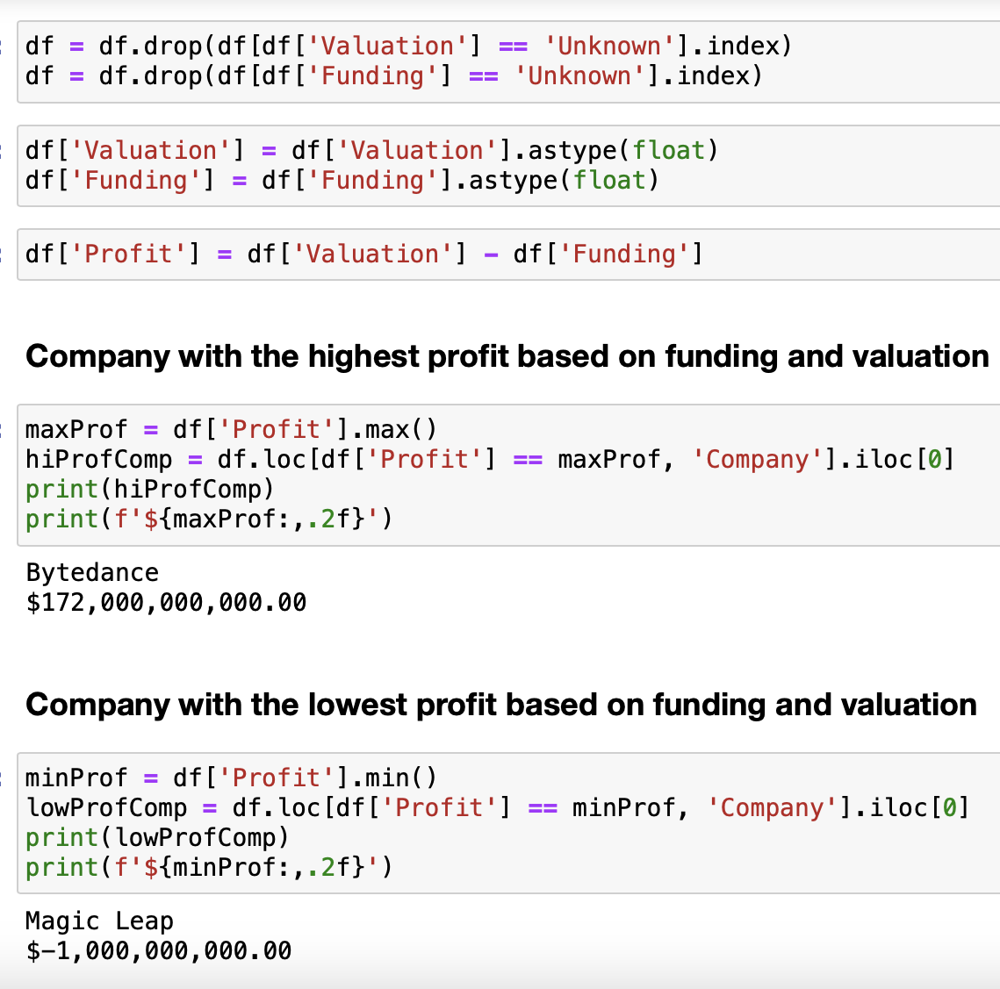 df = df.drop(df[df['Valuation'] == 'Unknown'].index)
df = df.drop(df[df['Funding'] == 'Unknown'].index)
df['Valuation'] = df['Valuation'].astype(float)
df['Funding'] = df['Funding'].astype(float)
df['Profit'] = df['Valuation'] - df['Funding']
Company with the highest profit based on funding and valuation
maxProf = df['Profit'].max()
hiProfComp = df.loc[df['Profit'] == maxProf, 'Company'].iloc[0]
print(hiProfComp)
print(f'${maxProf:,.2f}')
Bytedance
$172,000,000,000.00
Company with the lowest profit based on funding and valuation
minProf = df['Profit'].min()
lowProfComp = df.loc[df['Profit'] == minProf, 'Company'].iloc[0]
print(lowProfComp)
print(f'${minProf:,.2f}')
Magic Leap
$-1,000,000,000.00